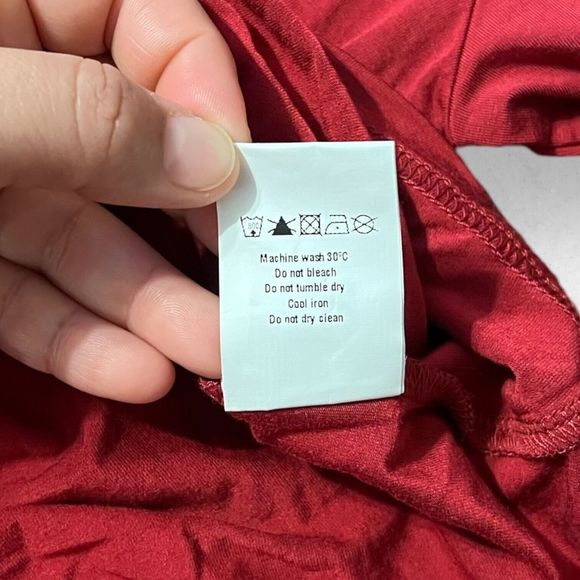 Machine wash 30°C
Do not bleach
Do not tumble dry
Cool iron
Do not dry clean